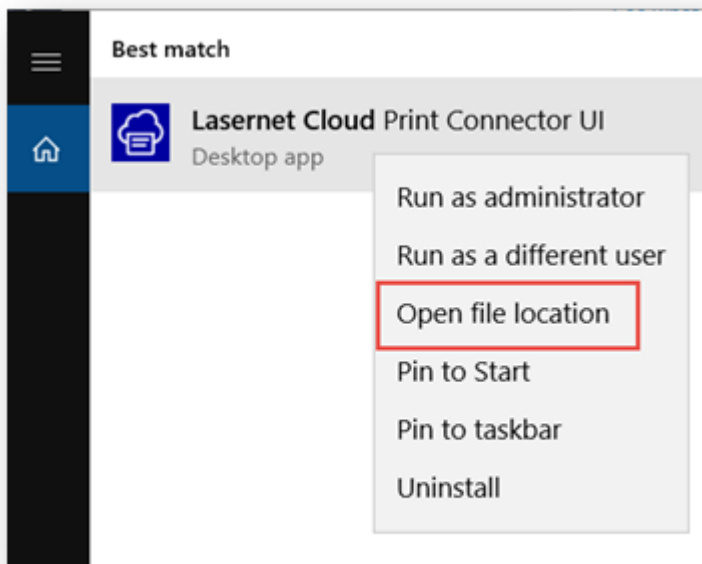 Best match
Lasernet Cloud Print Connector UI
Desktop app
Run as administrator
Run as a different user
Open file location
Pin to Start
Pin to taskbar
Uninstall